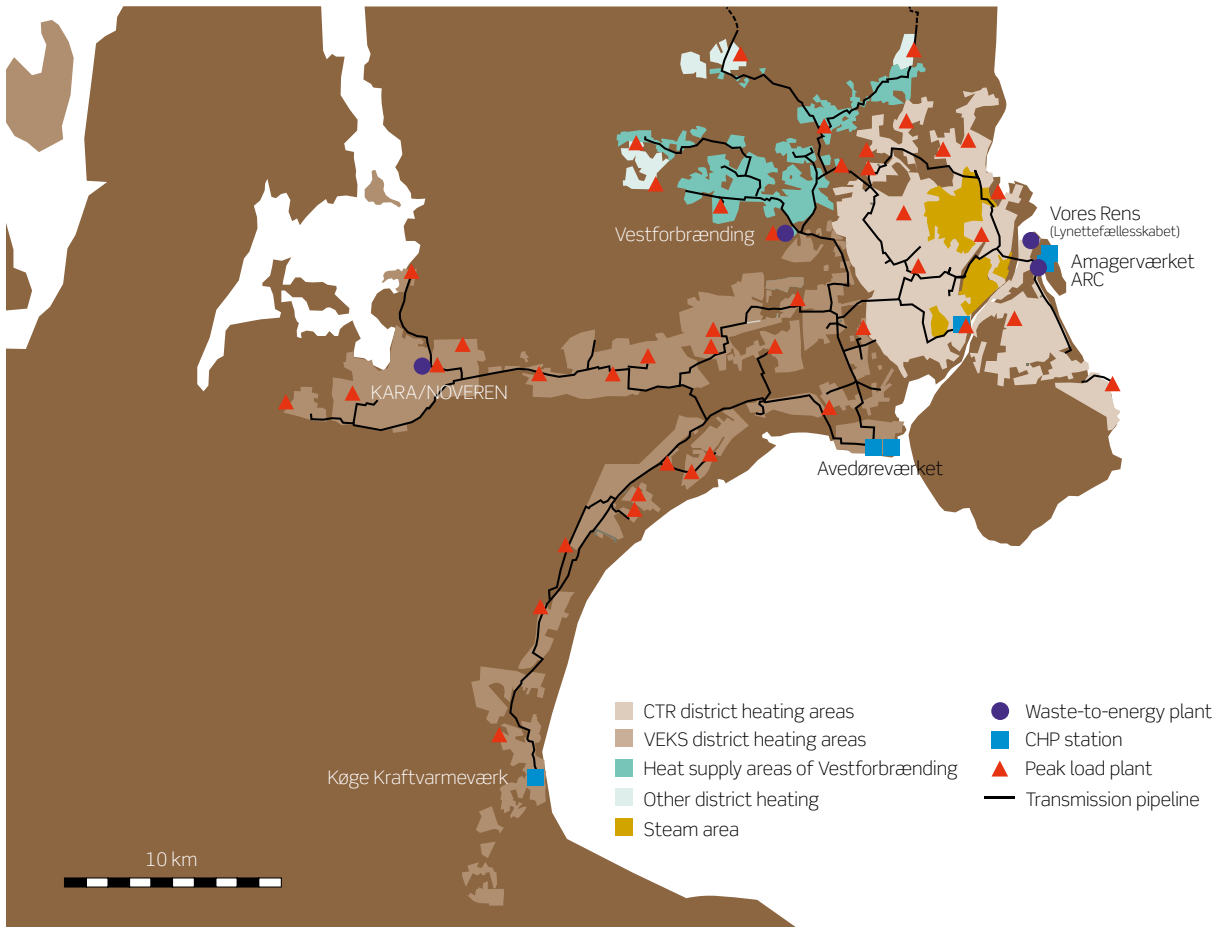 Vores Rens
(Lynettefællesskabet)
Vestforbrænding
Amagerværket
ARC
KARA/NOVEREN
Avedøreværket
CTR district heating areas
VEKS district heating areas
Heat supply areas of Vestforbrænding
Other district heating
Steam area
Waste-to-energy plant
CHP station
Peak load plant
Transmission pipeline
Køge Kraftvarmeværk
10 km